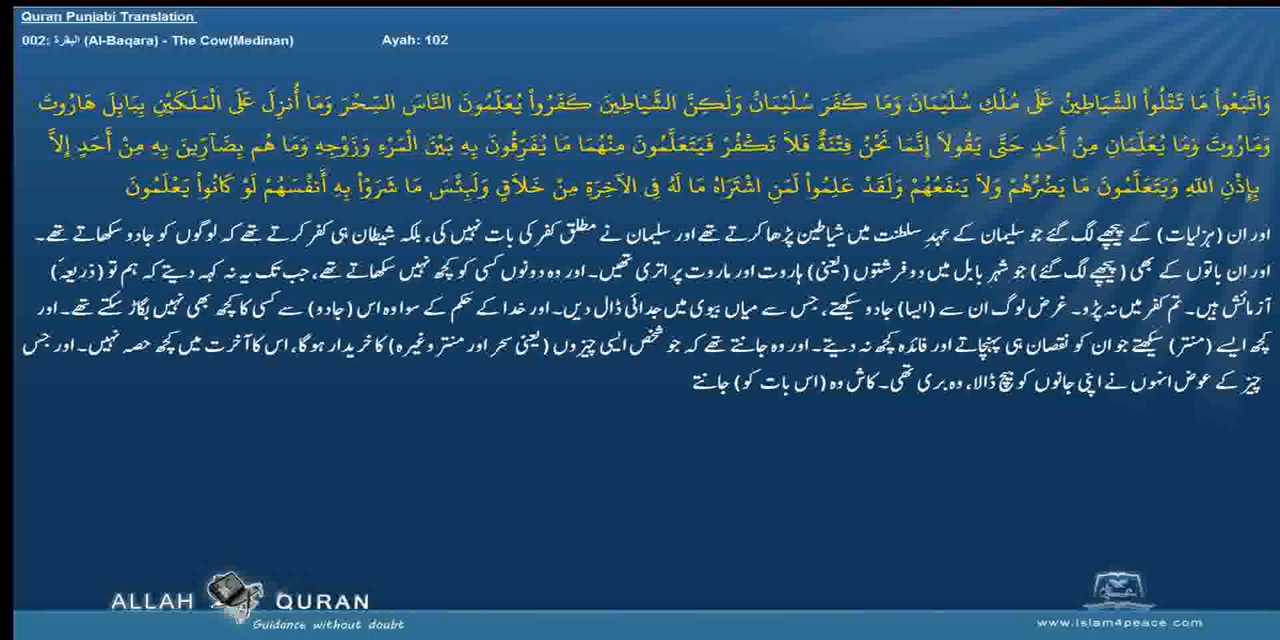 Quran Punjabi Translation
002: البقرة (Al-Baqara) - The Cow(Medinan) Ayah: 102
وَاتَّبَعُواْ مَا تَتْلُواْ الشَّيَاطِينُ عَلَى مُلْكِ سُلَيْمَانَ وَمَا كَفَرَ سُلَيْمَانُ وَلَكِنَّ الشَّيْاطِينَ كَفَرُواْ يُعَلِّمُونَ النَّاسَ السِّحْرَ وَمَا أُنزِلَ عَلَى الْمَلَكَيْنِ بِبَابِلَ هَارُوتَ
وَمَارُوتَ وَمَا يُعَلِّمَانِ مِنْ أَحَدٍ حَتَّى يَقُولاَ إِنَّمَا نَحْنُ فِتْنَةٌ فَلاَ تَكْفُرْ فَيَتَعَلَّمُونَ مِنْهُمَا مَا يُفَرِّقُونَ بِهِ بَيْنَ الْمَرْءِ وَزَوْجِهِ وَمَا هُم بِضَآرِّينَ بِهِ مِنْ أَحَدٍ إِلاَّ
بِإِذْنِ اللّهِ وَيَتَعَلَّمُونَ مَا يَضُرُّهُمْ وَلاَ يَنفَعُهُمْ وَلَقَدْ عَلِمُواْ لَمَنِ اشْتَرَاهُ مَا لَهُ فِي الآخِرَةِ مِنْ خَلاَقٍ وَلَبِئْسَ مَا شَرَوْاْ بِهِ أَنفُسَهُمْ لَوْ كَانُواْ يَعْلَمُونَ
اور ان (ہزلیات) کے پیچھے لگ گئے جو سلیمان کے عہدِ سلطنت میں شیاطین پڑھا کرتے تھے اور سلیمان نے مطلق کفر کی بات نہیں کی، بلکہ شیطان ہی کفر کرتے تھے کہ لوگوں کو جادو سکھاتے تھے۔
اور ان باتوں کے بھی (پیچھے لگ گئے) جو شہر بابل میں دو فرشتوں (یعنی) ہاروت اور ماروت پر اتری تھیں۔ اور وہ دونوں کسی کو کچھ نہیں سکھاتے تھے، جب تک یہ نہ کہہ دیتے کہ ہم تو (ذریعہٴ)
آزمائش ہیں۔ تم کفر میں نہ پڑو۔ غرض لوگ ان سے (ایسا) جادو سیکھتے، جس سے میاں بیوی میں جدائی ڈال دیں۔ اور خدا کے حکم کے سوا وہ اس (جادو) سے کسی کا کچھ بھی نہیں بگاڑ سکتے تھے۔ اور
کچھ ایسے (منتر) سیکھتے جو ان کو نقصان ہی پہنچاتے اور فائدہ کچھ نہ دیتے۔ اور وہ جانتے تھے کہ جو شخص ایسی چیزوں (یعنی سحر اور منتر وغیرہ) کا خریدار ہوگا، اس کا آخرت میں کچھ حصہ نہیں۔ اور جس
چیز کے عوض انہوں نے اپنی جانوں کو بیچ ڈالا، وہ بری تھی۔ کاش وہ (اس بات کو) جانتے
ALLAH QURAN
Guidance without doubt
www.islam4peace.com